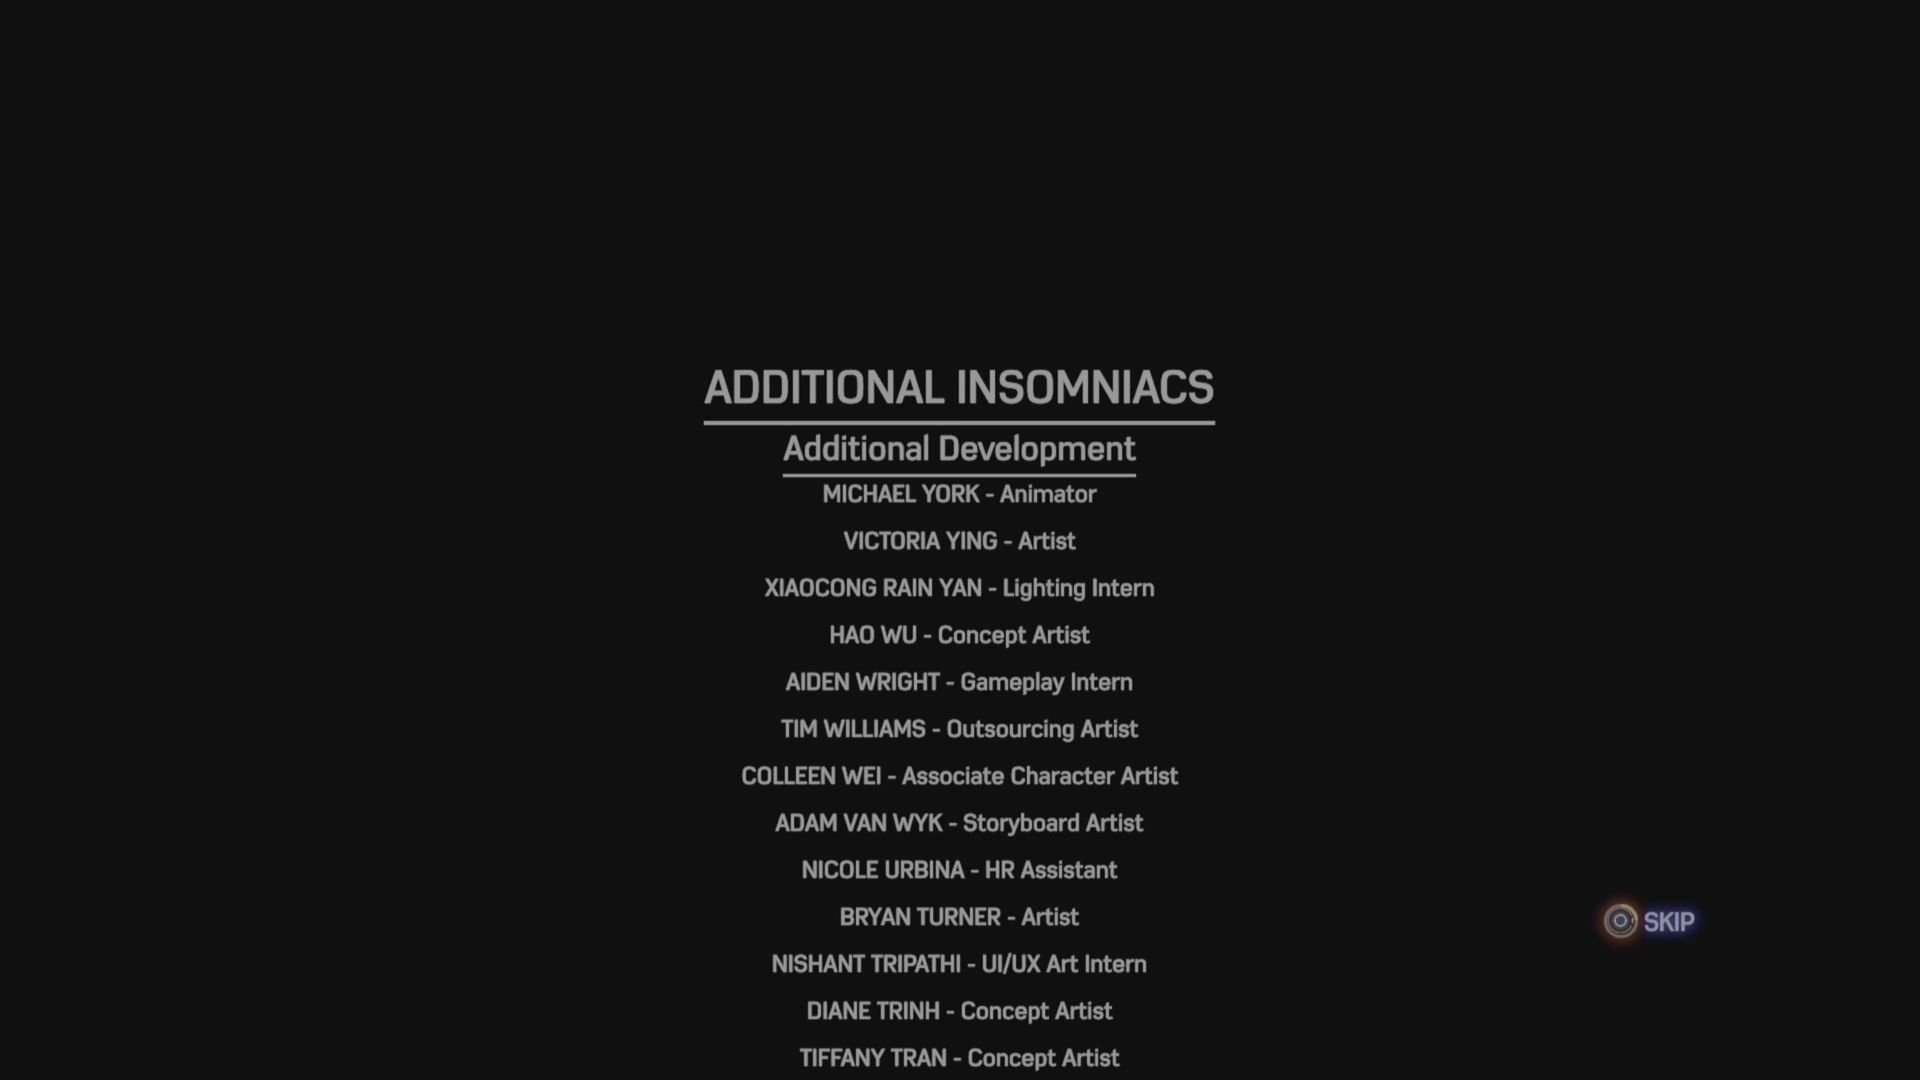 ADDITIONAL INSOMNIACS
Additional Development
MICHAEL YORK - Animator
VICTORIA YING - Artist
XIAOCONG RAIN YAN - Lighting Intern
HAO WU - Concept Artist
AIDEN WRIGHT - Gameplay Intern
TIM WILLIAMS - Outsourcing Artist
COLLEEN WEI - Associate Character Artist
ADAM VAN WYK - Storyboard Artist
NICOLE URBINA - HR Assistant
BRYAN TURNER - Artist
SKIP
NISHANT TRIPATHI - UI/UX Art Intern
DIANE TRINH - Concept Artist
TIFFANY TRAN - Concept Artist